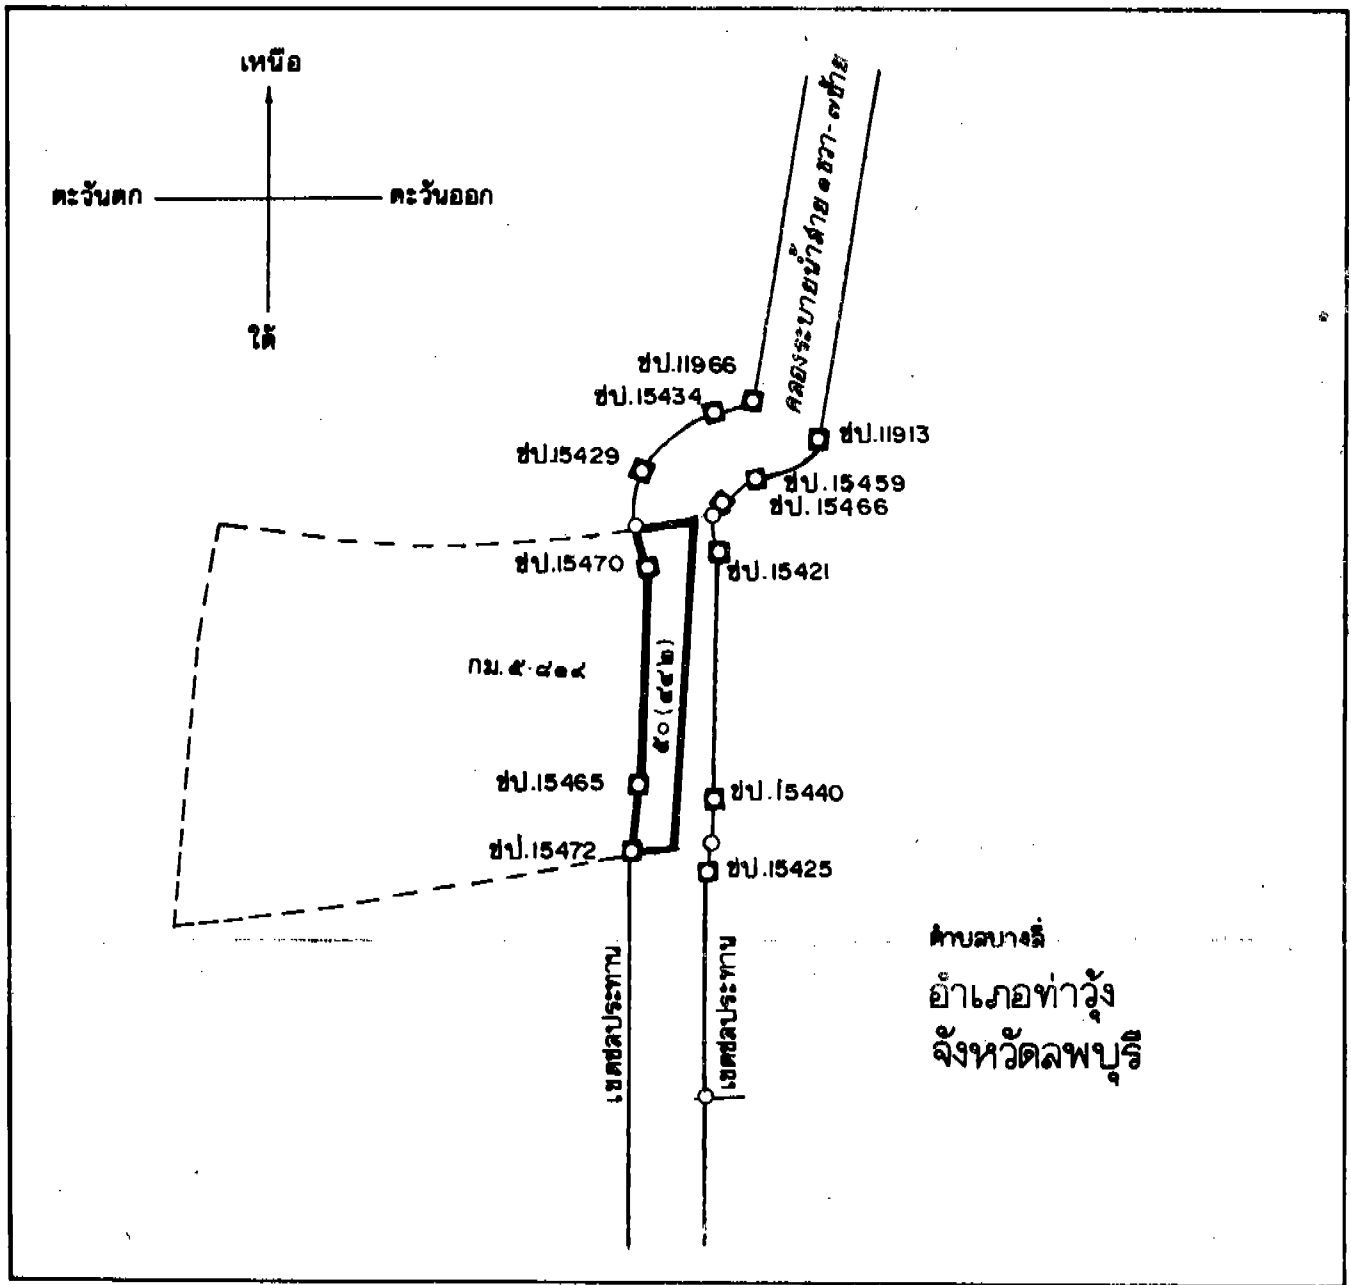 เหนือ
ตะวันตก
ตะวันออก
ใต้
คลองระบายน้ำสาย ๑ ขวา-๗ซ้าย
ชป.11966
ชป.15434
ชป.11913
ชป.15429
ชป.15459
ชป.15466
ชป.15470
ชป.15421
กม.๕.๘๑๙
๕๐(๔๔๒)
ชป.15465
ชป.15440
ชป.15472
ชป.15425
เขตชลประทาน
เขตชลประทาน
ตำบลบางลี่
อำเภอท่าวุ้ง
จังหวัดลพบุรี